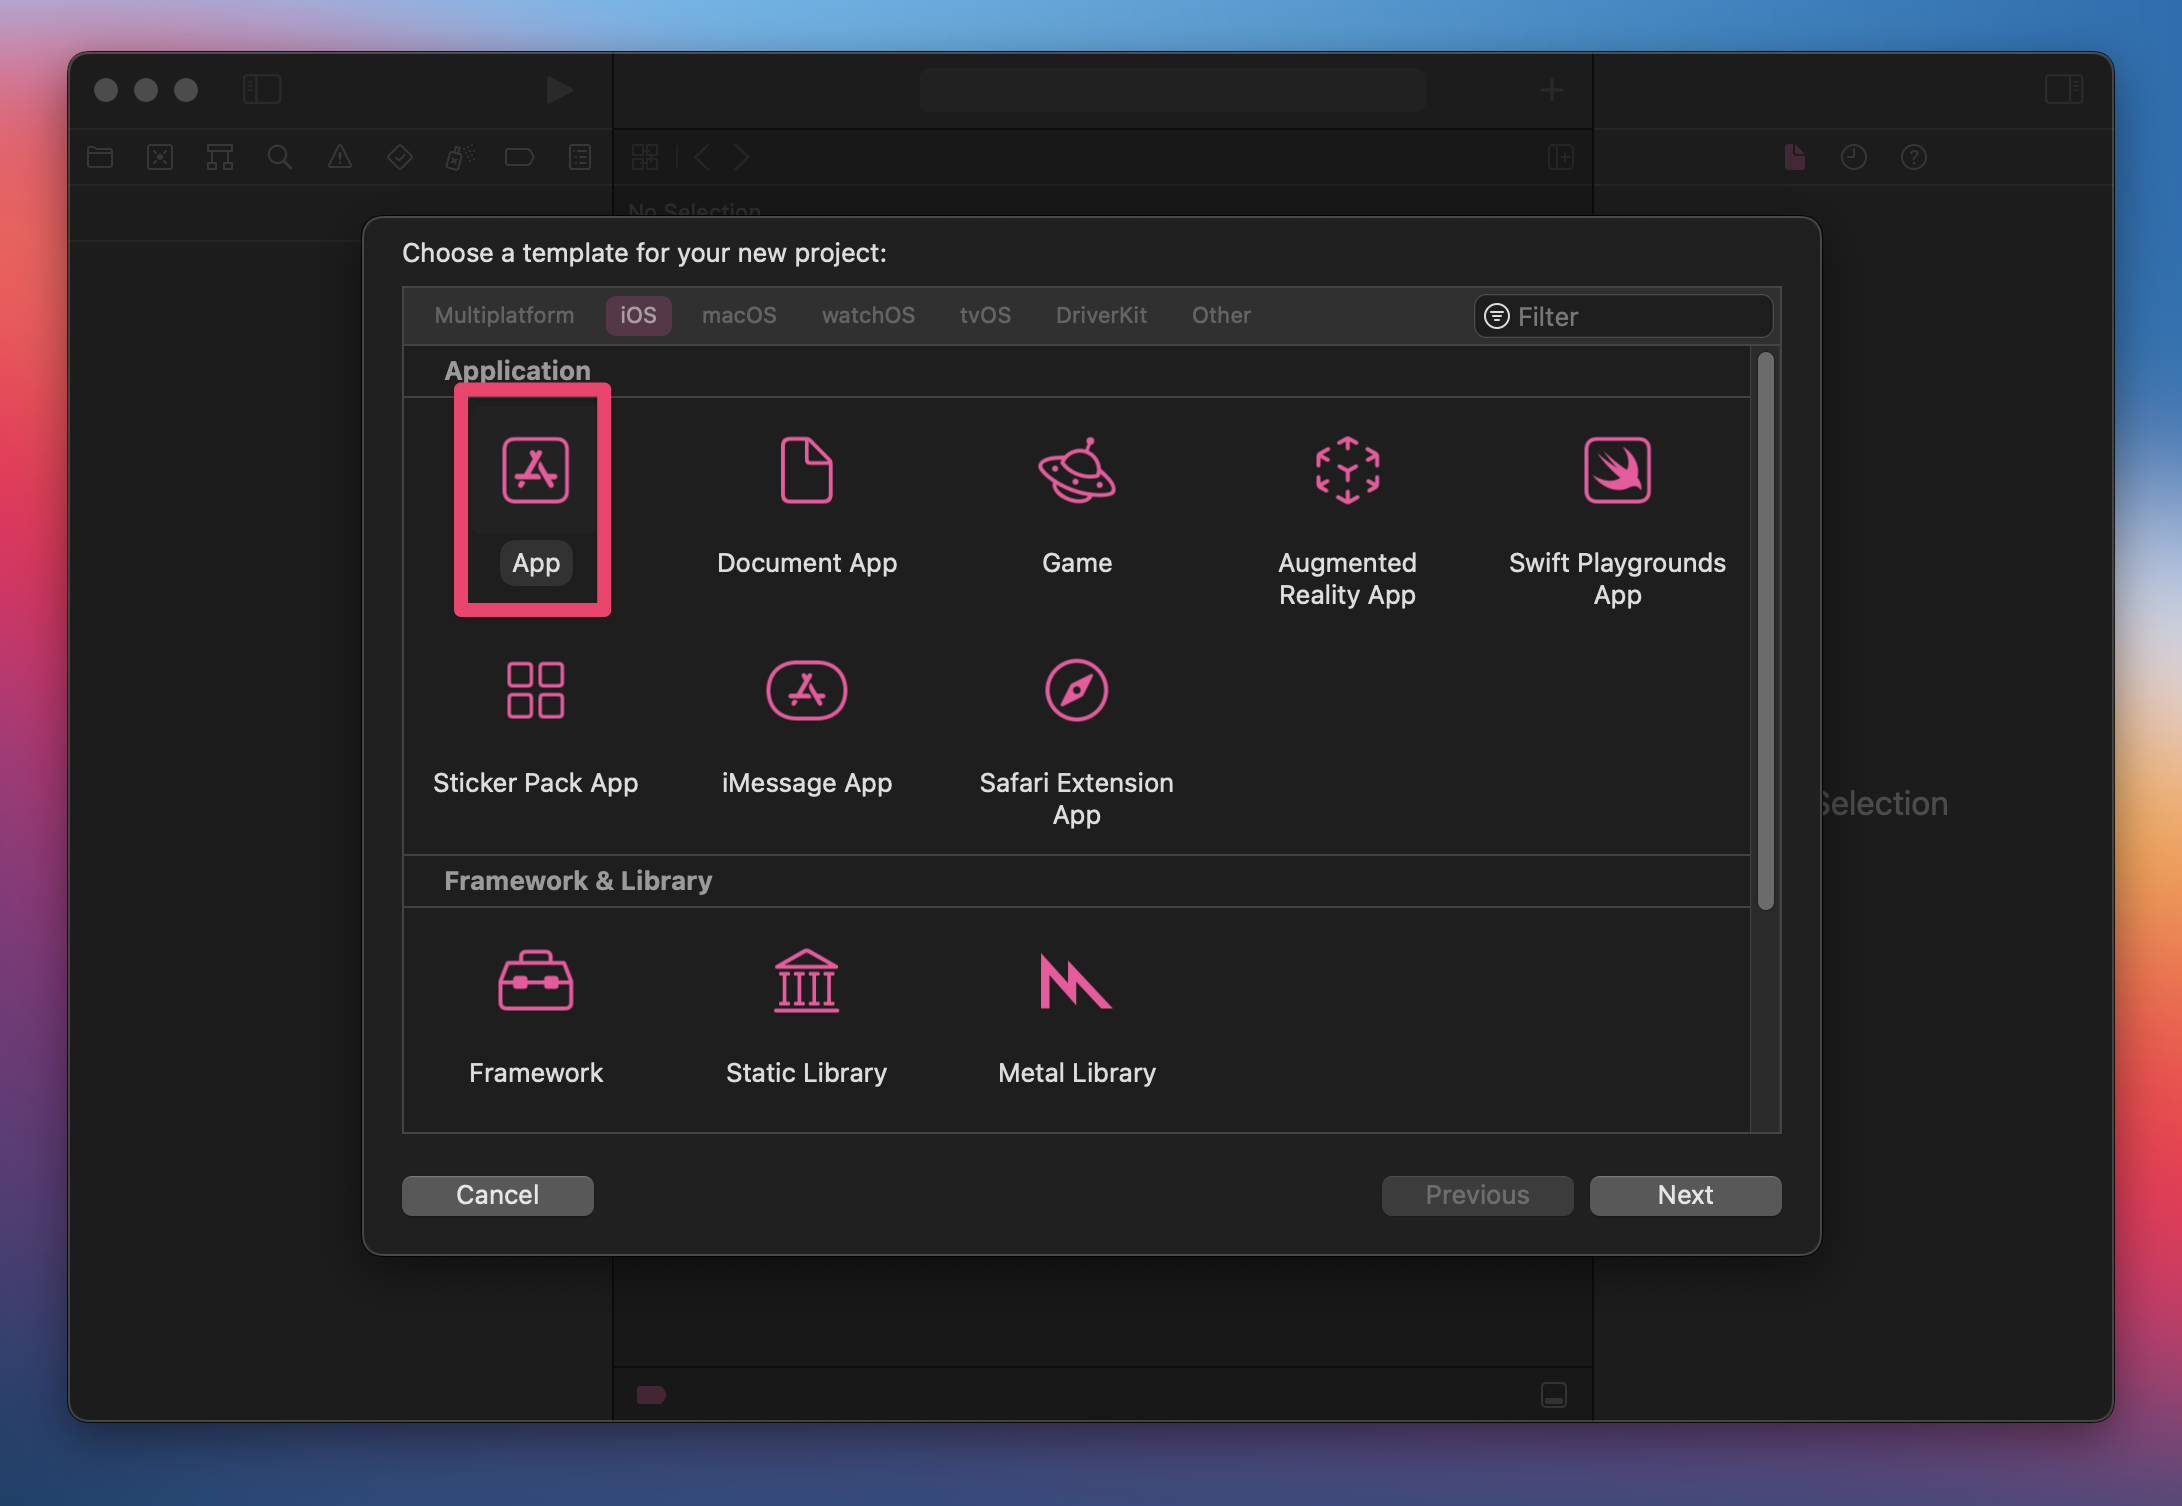 No Selection
Choose a template for your new project:
Multiplatform iOS macOS watchOS tvOS DriverKit Other Filter
Application
App
Document App
Game
Augmented
Reality App
Swift Playgrounds
App
Sticker Pack App
iMessage App
Safari Extension
App
Selection
Framework & Library
Framework
Static Library
Metal Library
Cancel Previous Next